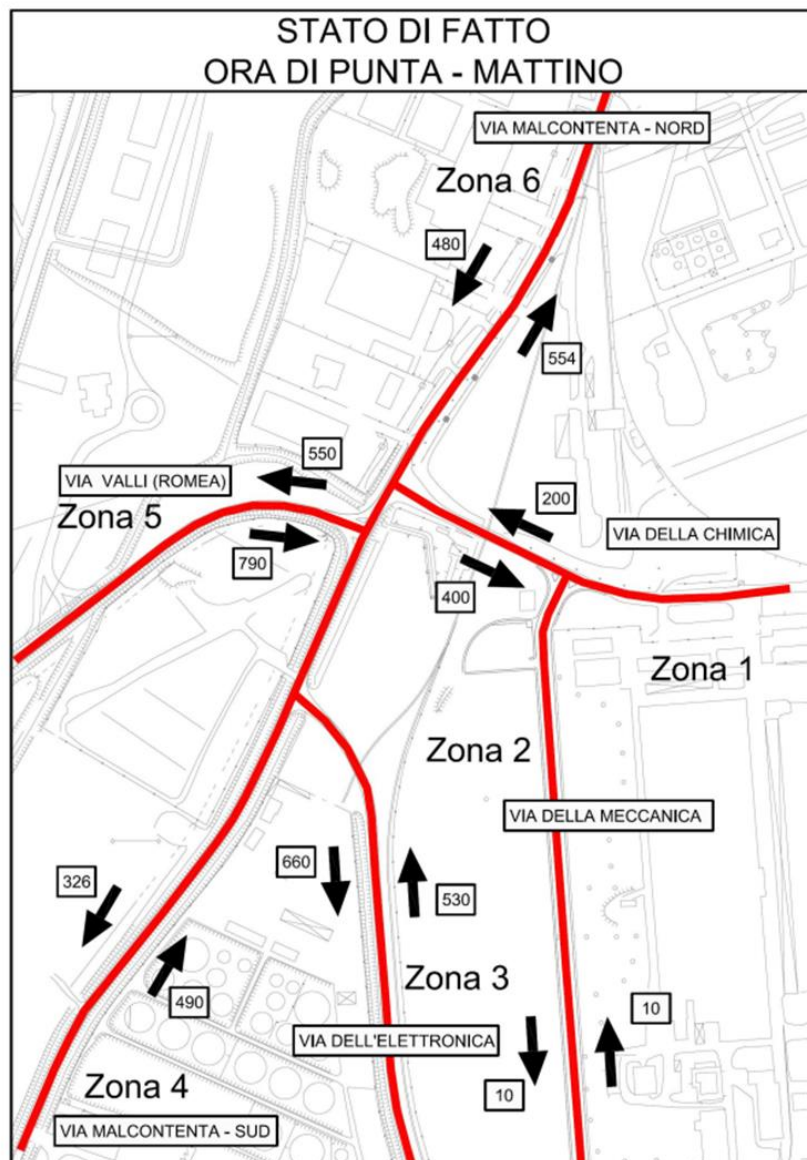 STATO DI FATTO
ORA DI PUNTA - MATTINO
VIA MALCONTENTA - NORD
Zona 6
480
554
550
VIA VALLI (ROMEA)
Zona 5
790
200
VIA DELLA CHIMICA
400
Zona 1
Zona 2
VIA DELLA MECCANICA
660
326
530
490
Zona 3
10
VIA DELL'ELETTRONICA
10
Zona 4
VIA MALCONTENTA - SUD